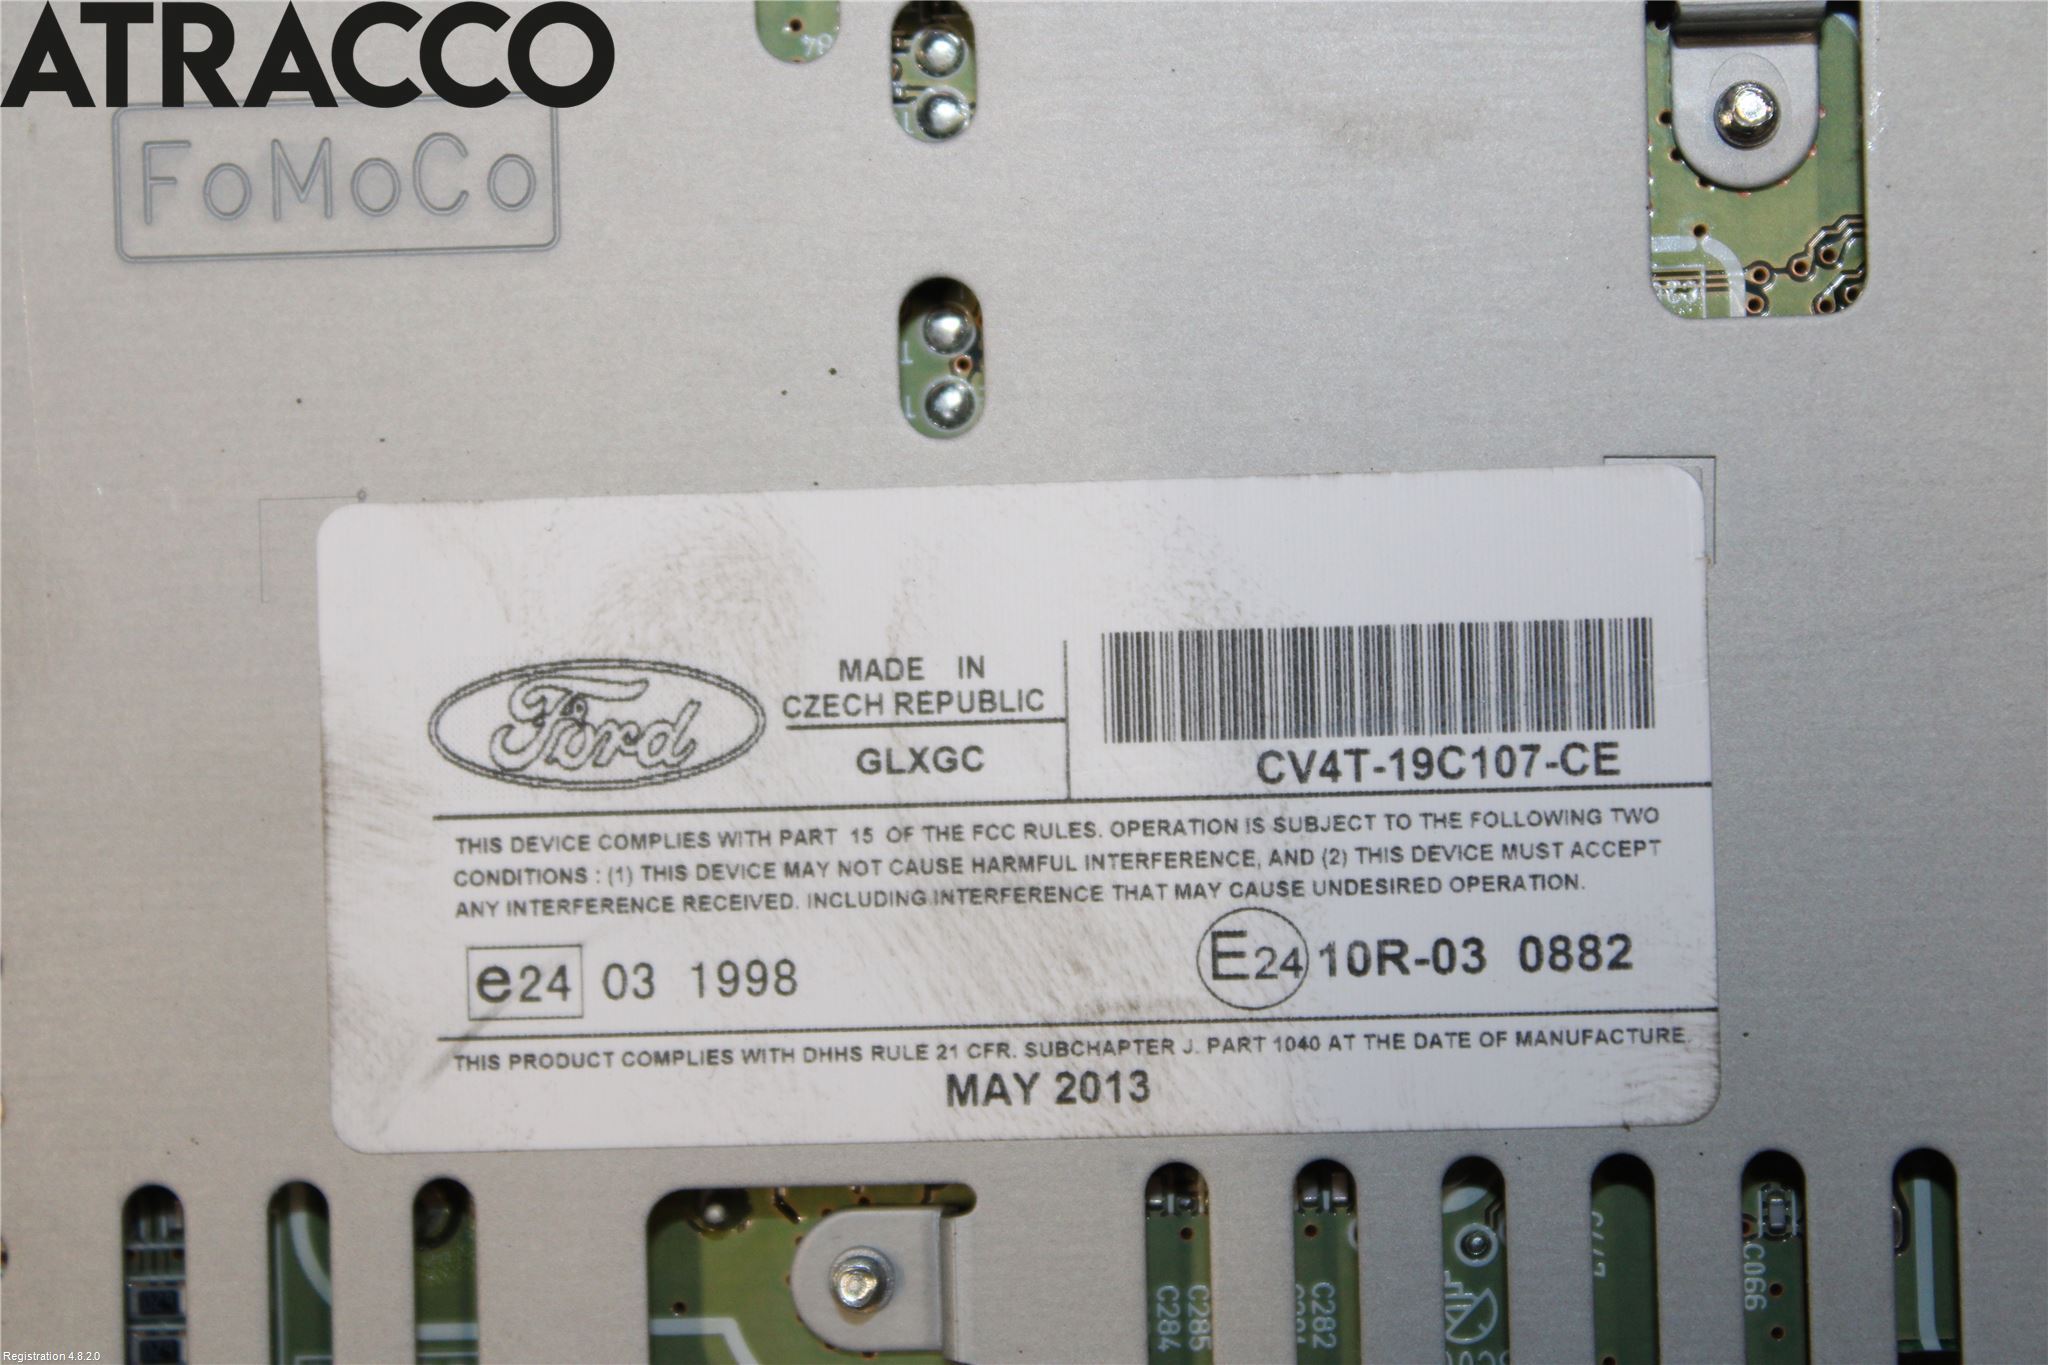 ATRACCO
FoMoCo
Ford
MADE IN
CZECH REPUBLIC
GLXGC
CV4T-19C107-CE
THIS DEVICE COMPLIES WITH PART 15 OF THE FCC RULES. OPERATION IS SUBJECT TO THE FOLLOWING TWO
CONDITIONS : (1) THIS DEVICE MAY NOT CAUSE HARMFUL INTERFERENCE, AND (2) THIS DEVICE MUST ACCEPT
ANY INTERFERENCE RECEIVED. INCLUDING INTERFERENCE THAT MAY CAUSE UNDESIRED OPERATION.
e24 03 1998
E24 10R-03 0882
THIS PRODUCT COMPLIES WITH DHHS RULE 21 CFR. SUBCHAPTER J. PART 1040 AT THE DATE OF MANUFACTURE.
MAY 2013
C284
C285
C282
C066
Registration 4.8.2.0